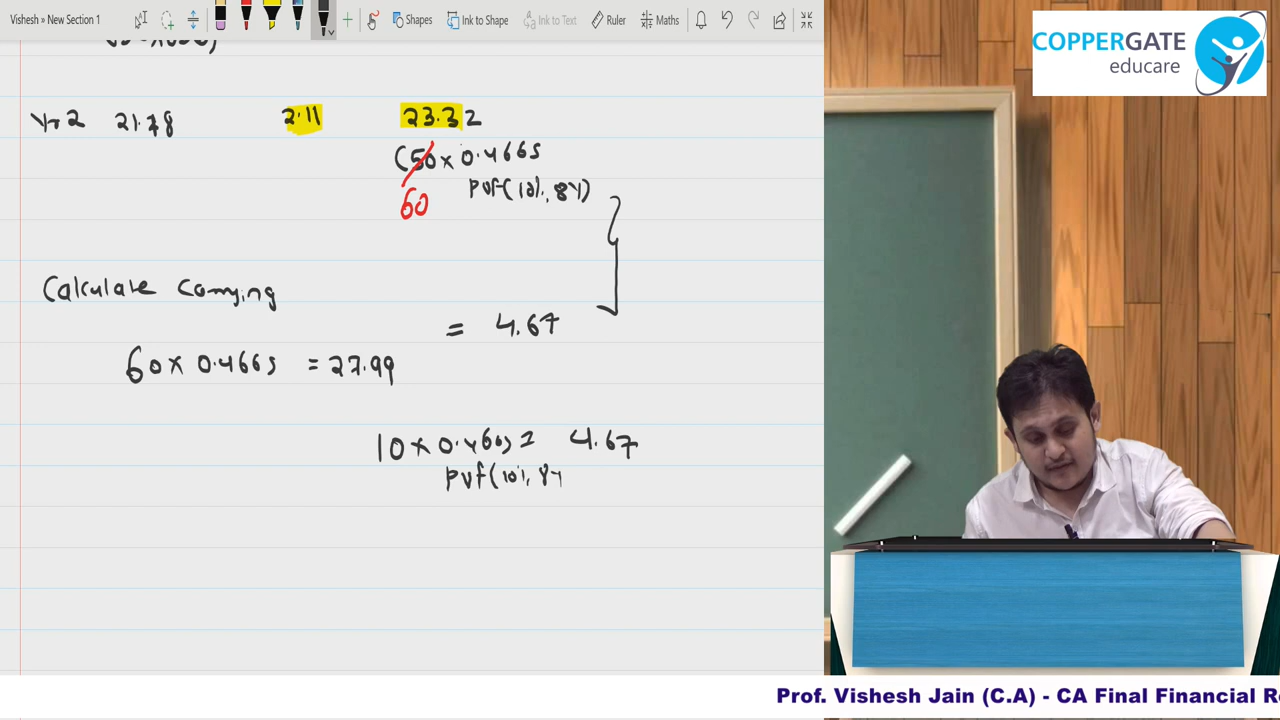 Vishesh » New Section 1
Shapes
Ink to Shape
Ink to Text
Ruler
Maths
COPPERGATE
educare
Yr 2 21.78 2.11 23.32
(50 x 0.4665
60 PVF(10%, 8Y)
Calculate Carrying
= 4.67
60 x 0.4665 = 27.99
10 x 0.4665 = 4.67
PVF(10%, 8Y
Prof. Vishesh Jain (C.A) - CA Final Financial Re